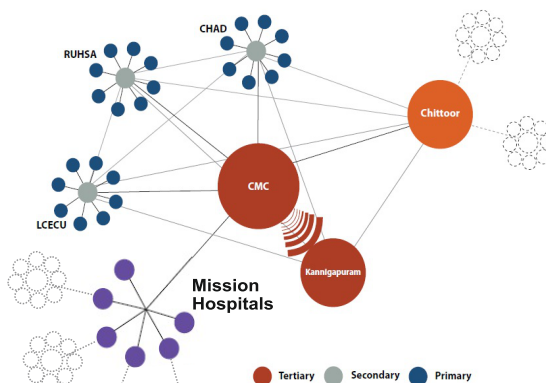 CHAD
RUHSA
Chittoor
CMC
LCECU
Kannigapuram
Mission
Hospitals
Tertiary Secondary Primary